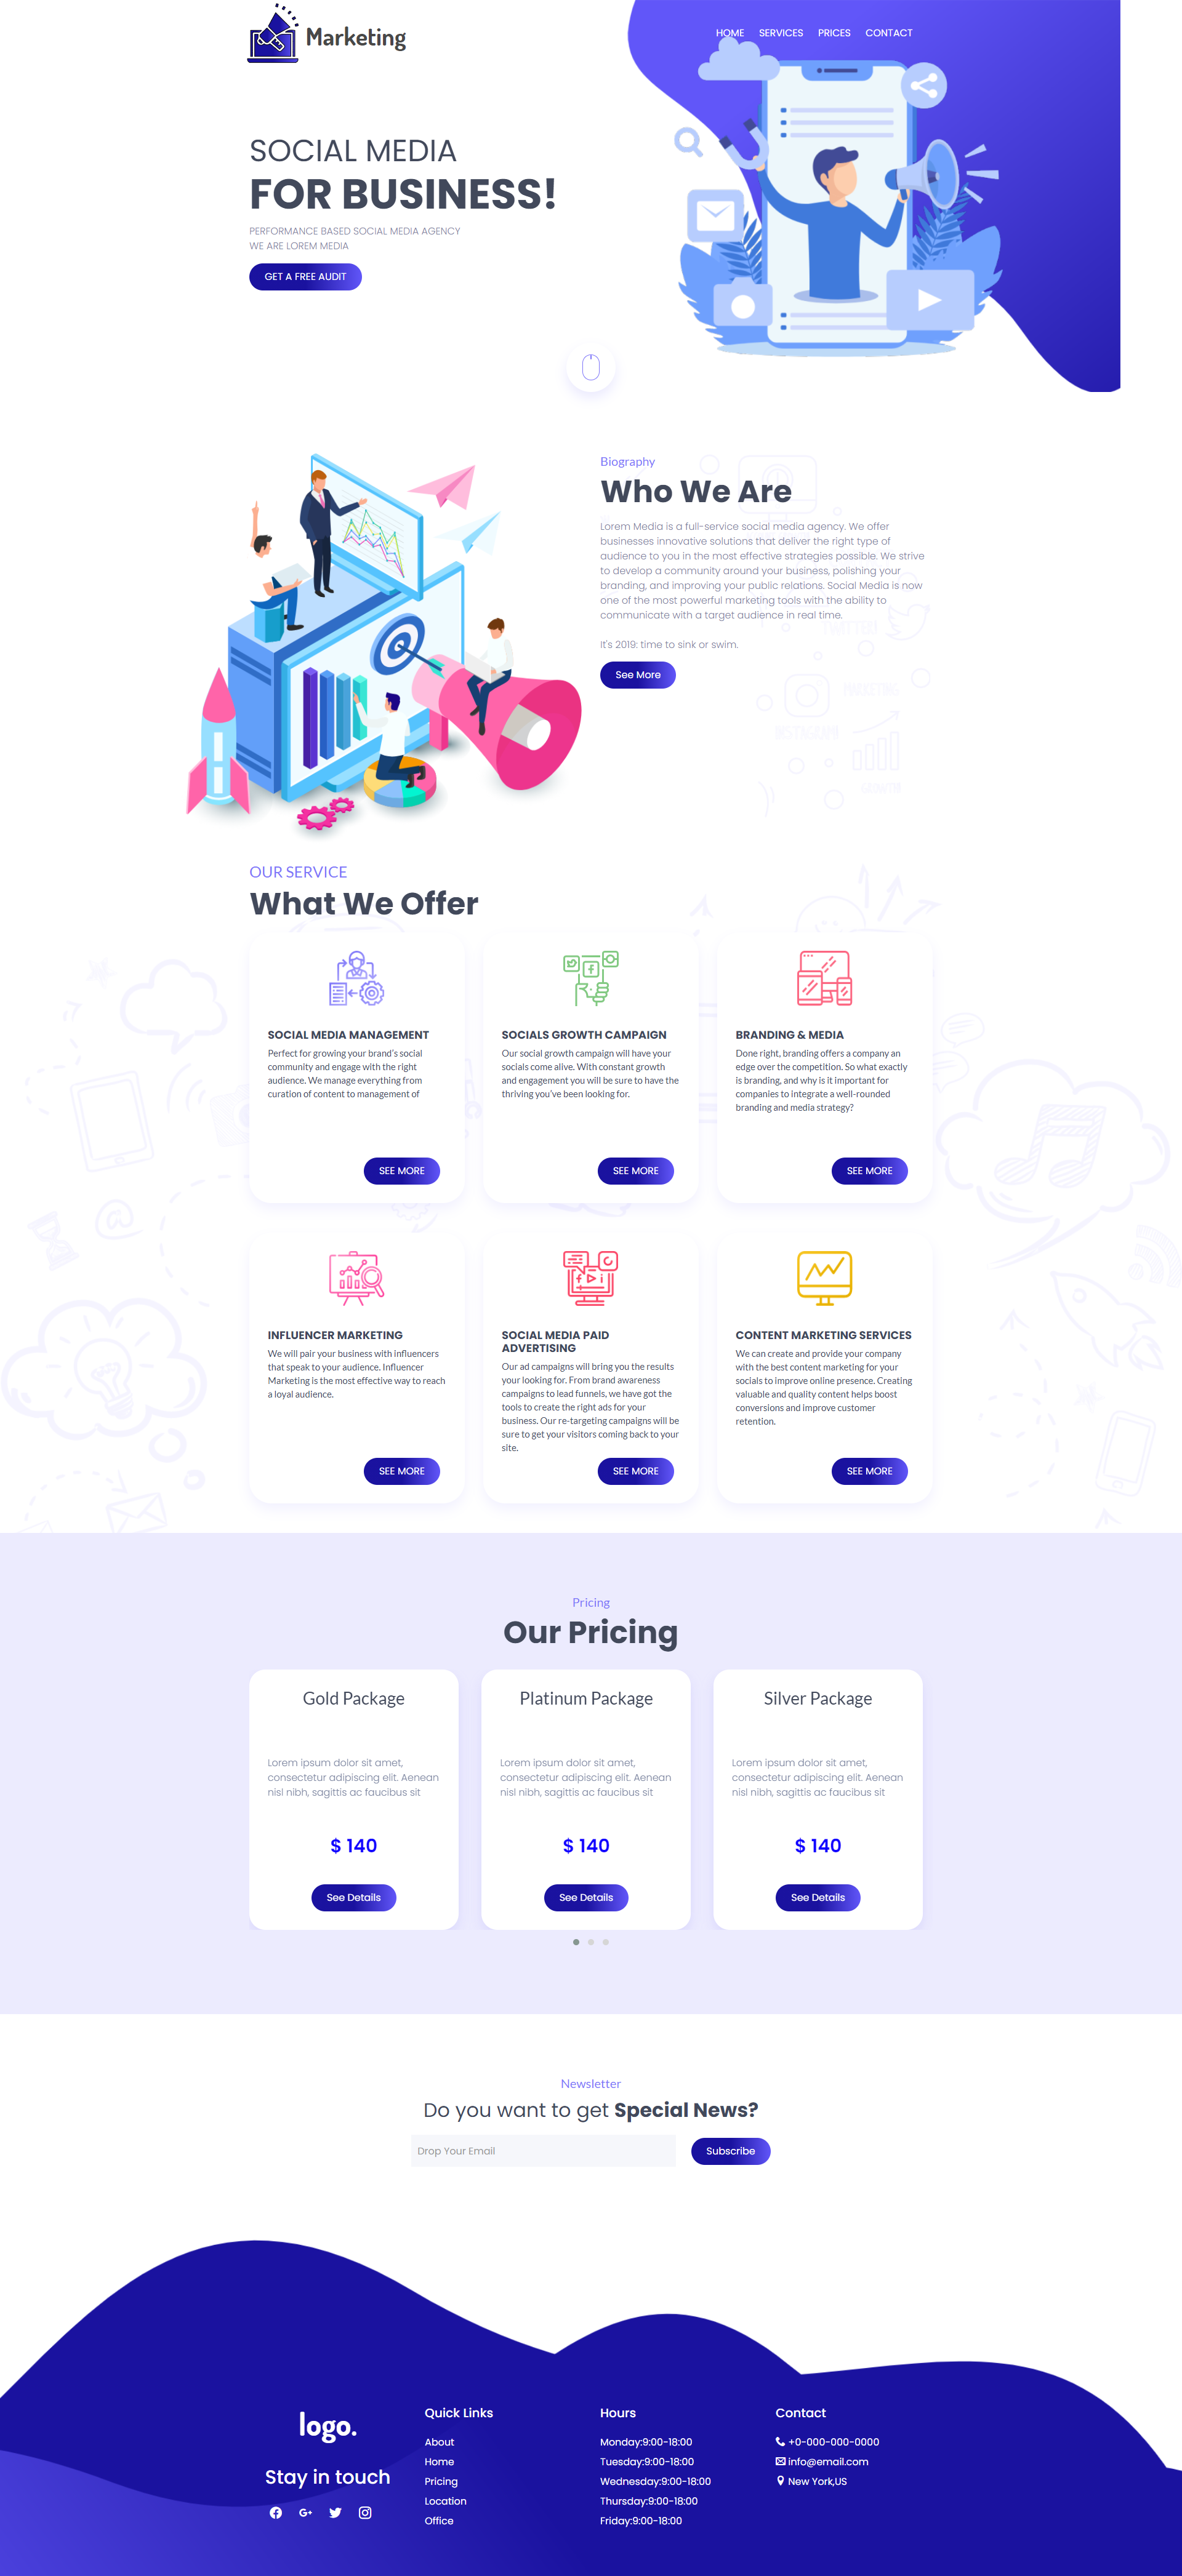 Marketing
HOME SERVICES PRICES CONTACT
SOCIAL MEDIA
FOR BUSINESS!
PERFORMANCE BASED SOCIAL MEDIA AGENCY
WE ARE LOREM MEDIA
GET A FREE AUDIT
Biography
Who We Are
Lorem Media is a full-service social media agency. We offer
businesses innovative solutions that deliver the right type of
audience to you in the most effective strategies possible. We strive
to develop a community around your business, polishing your
branding, and improving your public relations. Social Media is now
one of the most powerful marketing tools with the ability to
communicate with a target audience in real time.
It's 2019: time to sink or swim.
See More
TWITTER
MARKETING
INSTAGRAM
GROWTH
OUR SERVICE
What We Offer
SOCIAL MEDIA MANAGEMENT
Perfect for growing your brand's social
community and engage with the right
audience. We manage everything from
curation of content to management of
SEE MORE
SOCIALS GROWTH CAMPAIGN
Our social growth campaign will have your
socials come alive. With constant growth
and engagement you will be sure to have the
thriving you've been looking for.
SEE MORE
BRANDING & MEDIA
Done right, branding offers a company an
edge over the competition. So what exactly
is branding, and why is it important for
companies to integrate a well-rounded
branding and media strategy?
SEE MORE
INFLUENCER MARKETING
We will pair your business with influencers
that speak to your audience. Influencer
Marketing is the most effective way to reach
a loyal audience.
SEE MORE
SOCIAL MEDIA PAID
ADVERTISING
Our ad campaigns will bring you the results
your looking for. From brand awareness
campaigns to lead funnels, we have got the
tools to create the right ads for your
business. Our re-targeting campaigns will be
sure to get your visitors coming back to your
site.
SEE MORE
CONTENT MARKETING SERVICES
We can create and provide your company
with the best content marketing for your
socials to improve online presence. Creating
valuable and quality content helps boost
conversions and improve customer
retention.
SEE MORE
Pricing
Our Pricing
Gold Package
Lorem ipsum dolor sit amet,
consectetur adipiscing elit. Aenean
nisl nibh, sagittis ac faucibus sit
$ 140
See Details
Platinum Package
Lorem ipsum dolor sit amet,
consectetur adipiscing elit. Aenean
nisl nibh, sagittis ac faucibus sit
$ 140
See Details
Silver Package
Lorem ipsum dolor sit amet,
consectetur adipiscing elit. Aenean
nisl nibh, sagittis ac faucibus sit
$ 140
See Details
Newsletter
Do you want to get Special News?
Drop Your Email
Subscribe
logo.
Stay in touch
Quick Links
About
Home
Pricing
Location
Office
Hours
Monday:9:00-18:00
Tuesday:9:00-18:00
Wednesday:9:00-18:00
Thursday:9:00-18:00
Friday:9:00-18:00
Contact
+0-000-000-0000
info@email.com
New York,US